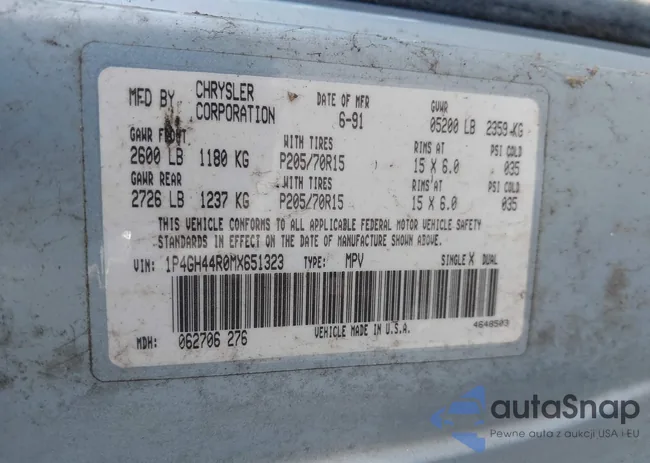 MFD BY CHRYSLER CORPORATION DATE OF MFR 6-91 GVWR 05200 LB 2359 KG
GAWR FRONT WITH TIRES RIMS AT PSI COLD
2600 LB 1180 KG P205/70R15 15 X 6.0 035
GAWR REAR WITH TIRES RIMS AT PSI COLD
2726 LB 1237 KG P205/70R15 15 X 6.0 035
THIS VEHICLE CONFORMS TO ALL APPLICABLE FEDERAL MOTOR VEHICLE SAFETY
STANDARDS IN EFFECT ON THE DATE OF MANUFACTURE SHOWN ABOVE.
VIN: 1P4GH44R0MX651323 TYPE: MPV SINGLE X DUAL
MDH: 062706 276 VEHICLE MADE IN U.S.A. 4648503
autaSnap
Pewne auta z aukcji USA i EU